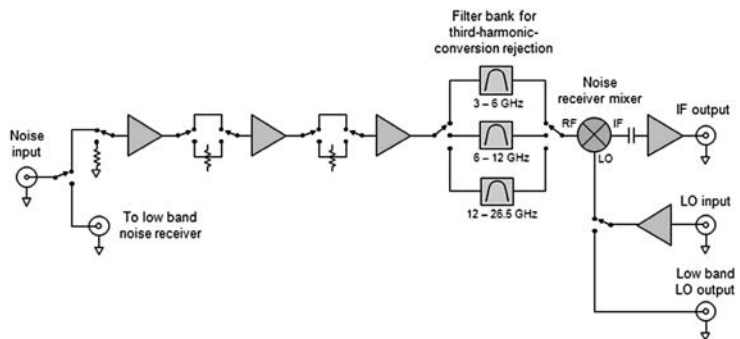 Filter bank for
third-harmonic-
conversion rejection
3 – 6 GHz
6 – 12 GHz
12 – 26.5 GHz
Noise
receiver mixer
RF
IF
LO
IF output
LO input
Low band
LO output
Noise
input
To low band
noise receiver